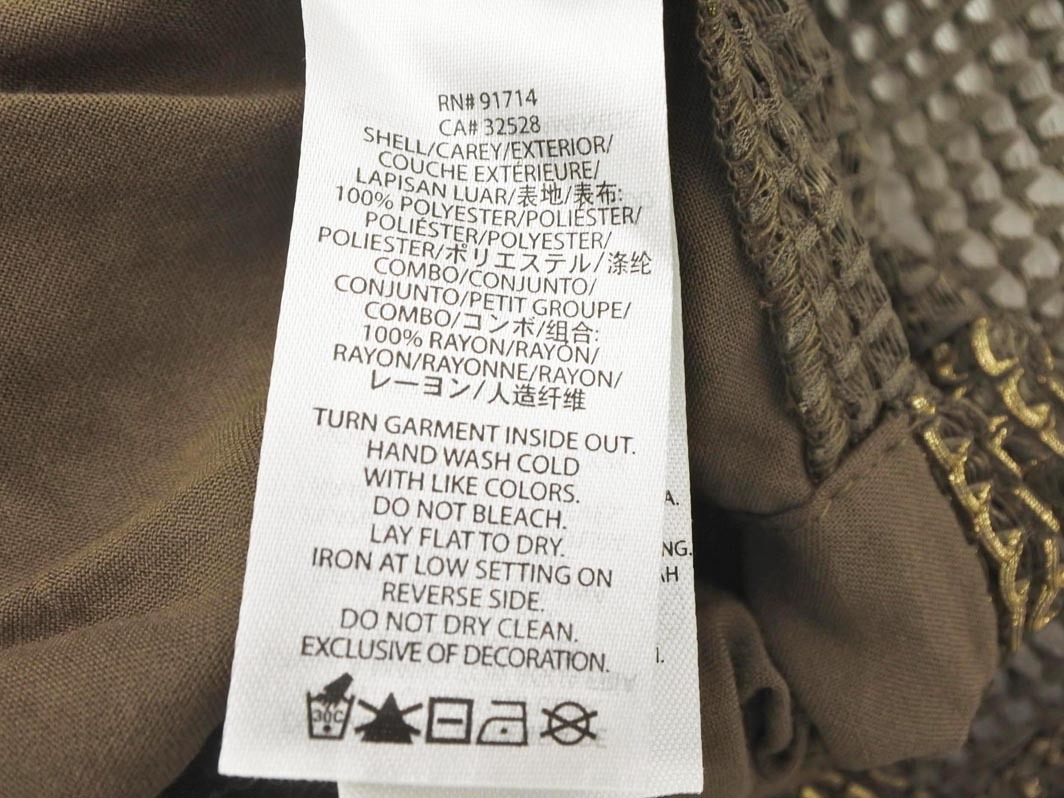 RN# 91714
CA# 32528
SHELL/CAREY/EXTERIOR/
COUCHE EXTÉRIEURE/
LAPISAN LUAR/表地/表布:
100% POLYESTER/POLIÉSTER/
POLIÉSTER/POLYESTER/
POLIESTER/ポリエステル/涤纶
COMBO/CONJUNTO/
CONJUNTO/PETIT GROUPE/
COMBO/コンボ/组合:
100% RAYON/RAYÓN/
RAYON/RAYONNE/RAYON/
レーヨン/人造纤维
TURN GARMENT INSIDE OUT.
HAND WASH COLD
WITH LIKE COLORS.
DO NOT BLEACH.
LAY FLAT TO DRY.
IRON AT LOW SETTING ON
REVERSE SIDE.
DO NOT DRY CLEAN.
EXCLUSIVE OF DECORATION.
30C